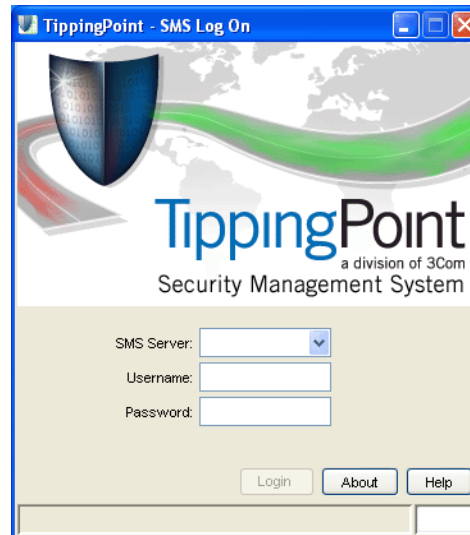 TippingPoint - SMS Log On
TippingPoint
a division of 3Com
Security Management System
SMS Server:
Username:
Password:
Login
About
Help